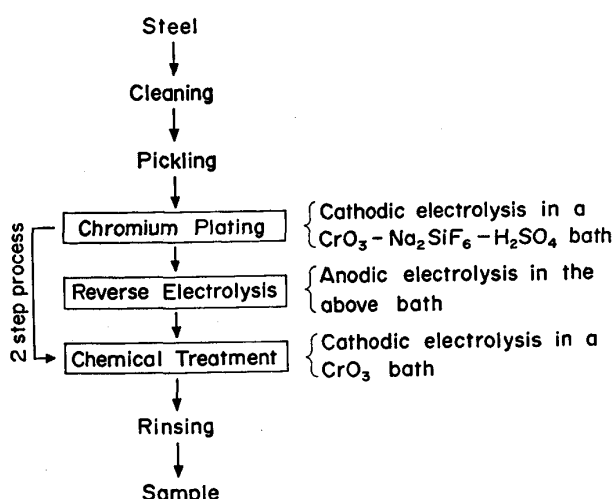 Steel
Cleaning
Pickling
Chromium Plating
Cathodic electrolysis in a
CrO₃–Na₂SiF₆–H₂SO₄ bath
Reverse Electrolysis
Anodic electrolysis in the
above bath
Chemical Treatment
Cathodic electrolysis in a
CrO₃ bath
2 step process
Rinsing
Sample